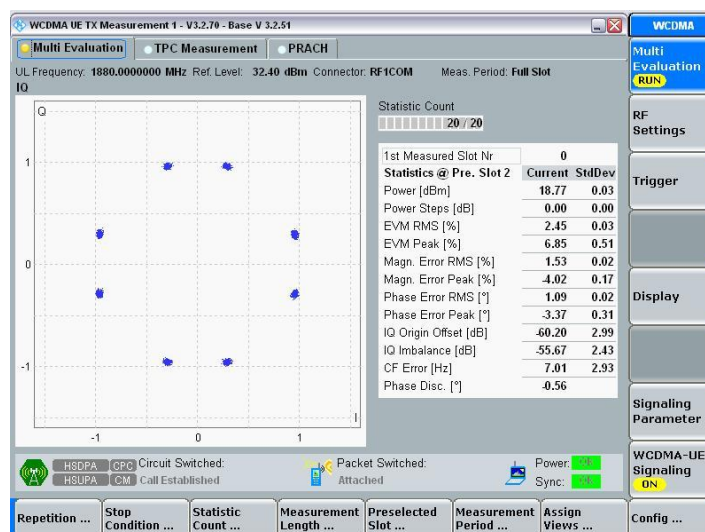 WCDMA UE TX Measurement 1 - V3.2.70 - Base V 3.2.51
WCDMA
Multi Evaluation
TPC Measurement
PRACH
UL Frequency: 1880.0000000 MHz Ref. Level: 32.40 dBm Connector: RF1COM Meas. Period: Full Slot
IQ
Q
1
0
-1
-1 0 1
I
Statistic Count
20 / 20
1st Measured Slot Nr 0
Statistics @ Pre. Slot 2 Current StdDev
Power [dBm] 18.77 0.03
Power Steps [dB] 0.00 0.00
EVM RMS [%] 2.45 0.03
EVM Peak [%] 6.85 0.51
Magn. Error RMS [%] 1.53 0.02
Magn. Error Peak [%] -4.02 0.17
Phase Error RMS [°] 1.09 0.02
Phase Error Peak [°] -3.37 0.31
IQ Origin Offset [dB] -60.20 2.99
IQ Imbalance [dB] -55.67 2.43
CF Error [Hz] 7.01 2.93
Phase Disc. [°] -0.56
Multi
Evaluation
RUN
RF
Settings
Trigger
Display
Signaling
Parameter
WCDMA-UE
Signaling
ON
Config ...
HSDPA CPC Circuit Switched:
HSUPA CM Call Established
Packet Switched:
Attached
Power:
Sync:
Repetition ...
Stop
Condition ...
Statistic
Count ...
Measurement
Length ...
Preselected
Slot ...
Measurement
Period ...
Assign
Views ...